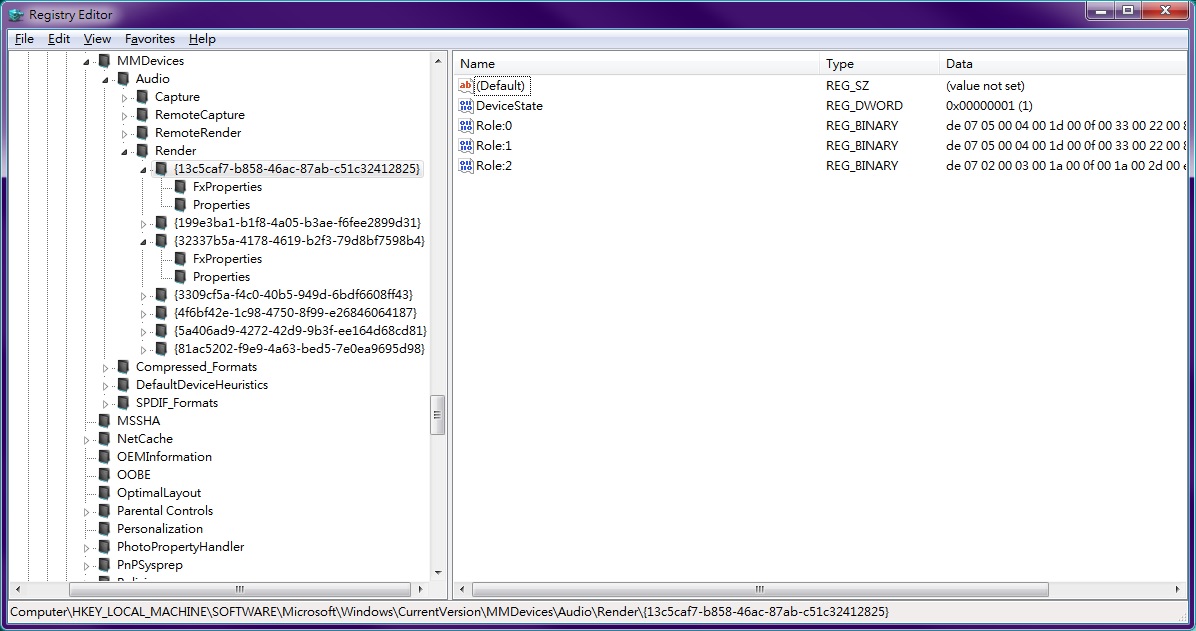 Registry Editor
File Edit View Favorites Help
MMDevices
Audio
Capture
RemoteCapture
RemoteRender
Render
{13c5caf7-b858-46ac-87ab-c51c32412825}
FxProperties
Properties
{199e3ba1-b1f8-4a05-b3ae-f6fee2899d31}
{32337b5a-4178-4619-b2f3-79d8bf7598b4}
FxProperties
Properties
{3309cf5a-f4c0-40b5-949d-6bdf6608ff43}
{4f6bf42e-1c98-4750-8f99-e26846064187}
{5a406ad9-4272-42d9-9b3f-ee164d68cd81}
{81ac5202-f9e9-4a63-bed5-7e0ea9695d98}
Compressed_Formats
DefaultDeviceHeuristics
SPDIF_Formats
MSSHA
NetCache
OEMInformation
OOBE
OptimalLayout
Parental Controls
Personalization
PhotoPropertyHandler
PnPSysprep
Name Type Data
(Default) REG_SZ (value not set)
DeviceState REG_DWORD 0x00000001 (1)
Role:0 REG_BINARY de 07 05 00 04 00 1d 00 0f 00 33 00 22 00
Role:1 REG_BINARY de 07 05 00 04 00 1d 00 0f 00 33 00 22 00
Role:2 REG_BINARY de 07 02 00 03 00 1a 00 0f 00 1a 00 2d 00
Computer\HKEY_LOCAL_MACHINE\SOFTWARE\Microsoft\Windows\CurrentVersion\MMDevices\Audio\Render\{13c5caf7-b858-46ac-87ab-c51c32412825}